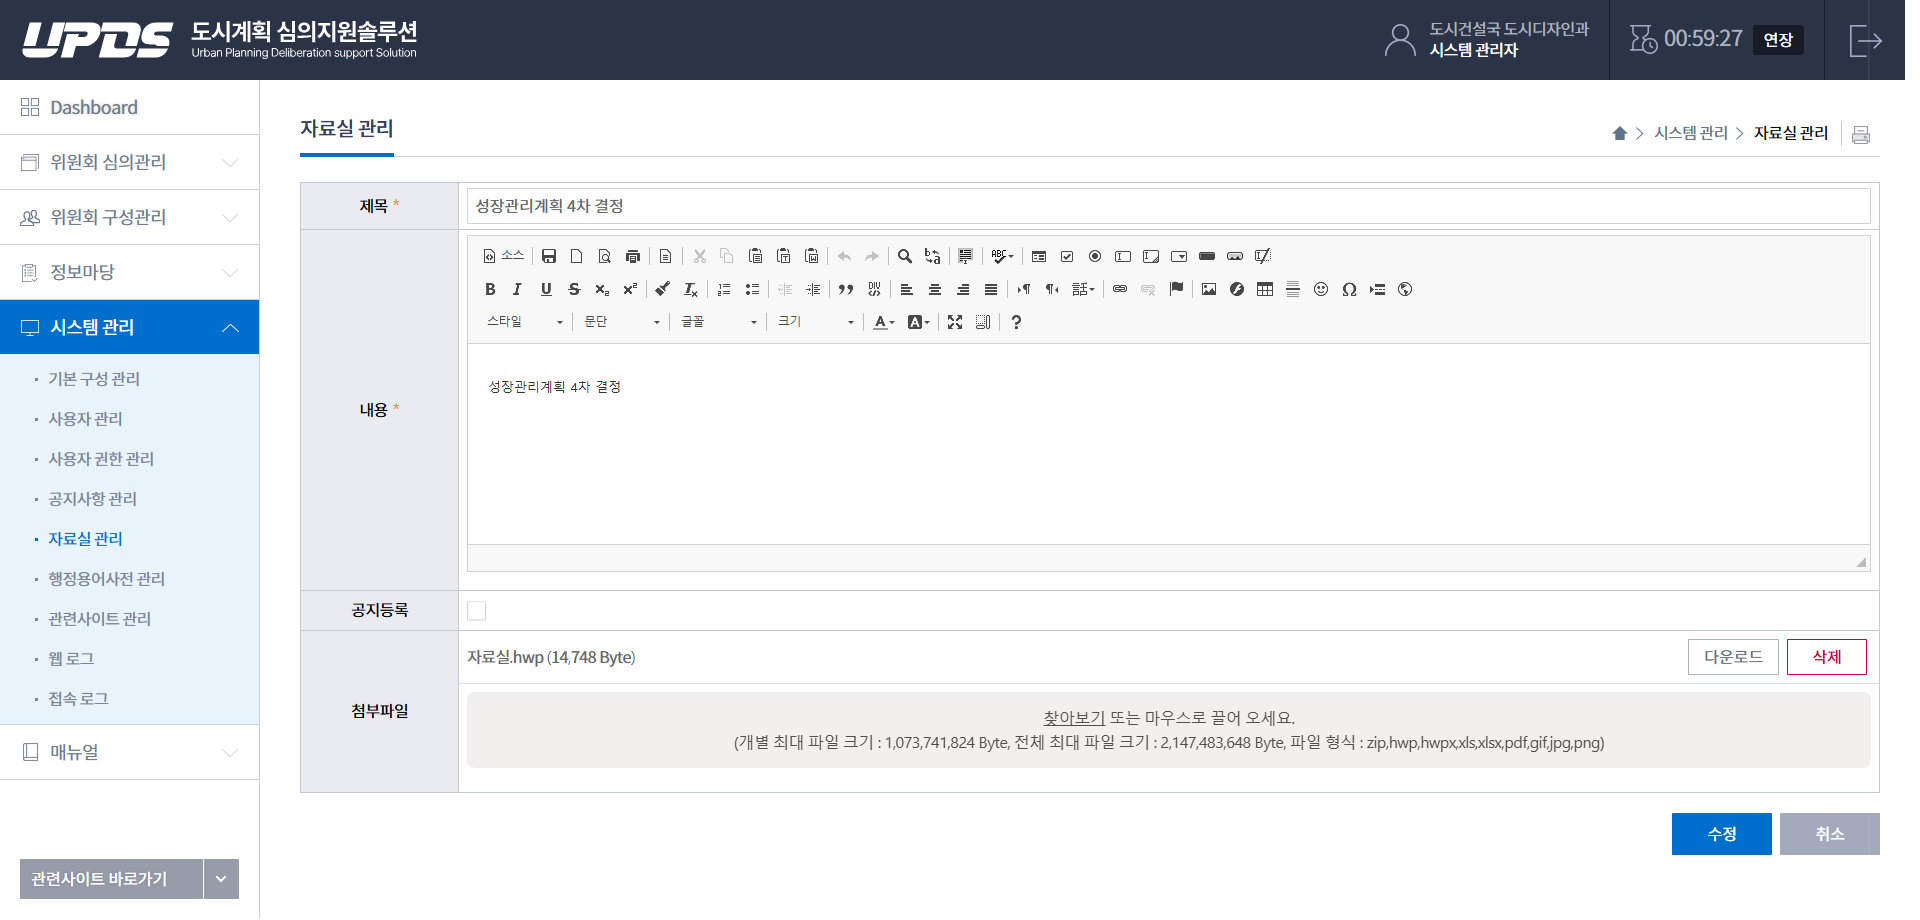 UPDS 도시계획 심의지원솔루션
Urban Planning Deliberation support Solution
도시건설국 도시디자인과
시스템 관리자
00:59:27 연장
Dashboard
위원회 심의관리
위원회 구성관리
정보마당
시스템 관리
기본 구성 관리
사용자 관리
사용자 권한 관리
공지사항 관리
자료실 관리
행정용어사전 관리
관련사이트 관리
웹 로그
접속 로그
매뉴얼
관련사이트 바로가기
자료실 관리
시스템 관리 > 자료실 관리
제목 *
성장관리계획 4차 결정
내용 *
소스
스타일 문단 글꼴 크기
성장관리계획 4차 결정
공지등록
첨부파일
자료실.hwp (14,748 Byte)
다운로드 삭제
찾아보기 또는 마우스로 끌어 오세요.
(개별 최대 파일 크기 : 1,073,741,824 Byte, 전체 최대 파일 크기 : 2,147,483,648 Byte, 파일 형식 : zip,hwp,hwpx,xls,xlsx,pdf,gif,jpg,png)
수정 취소